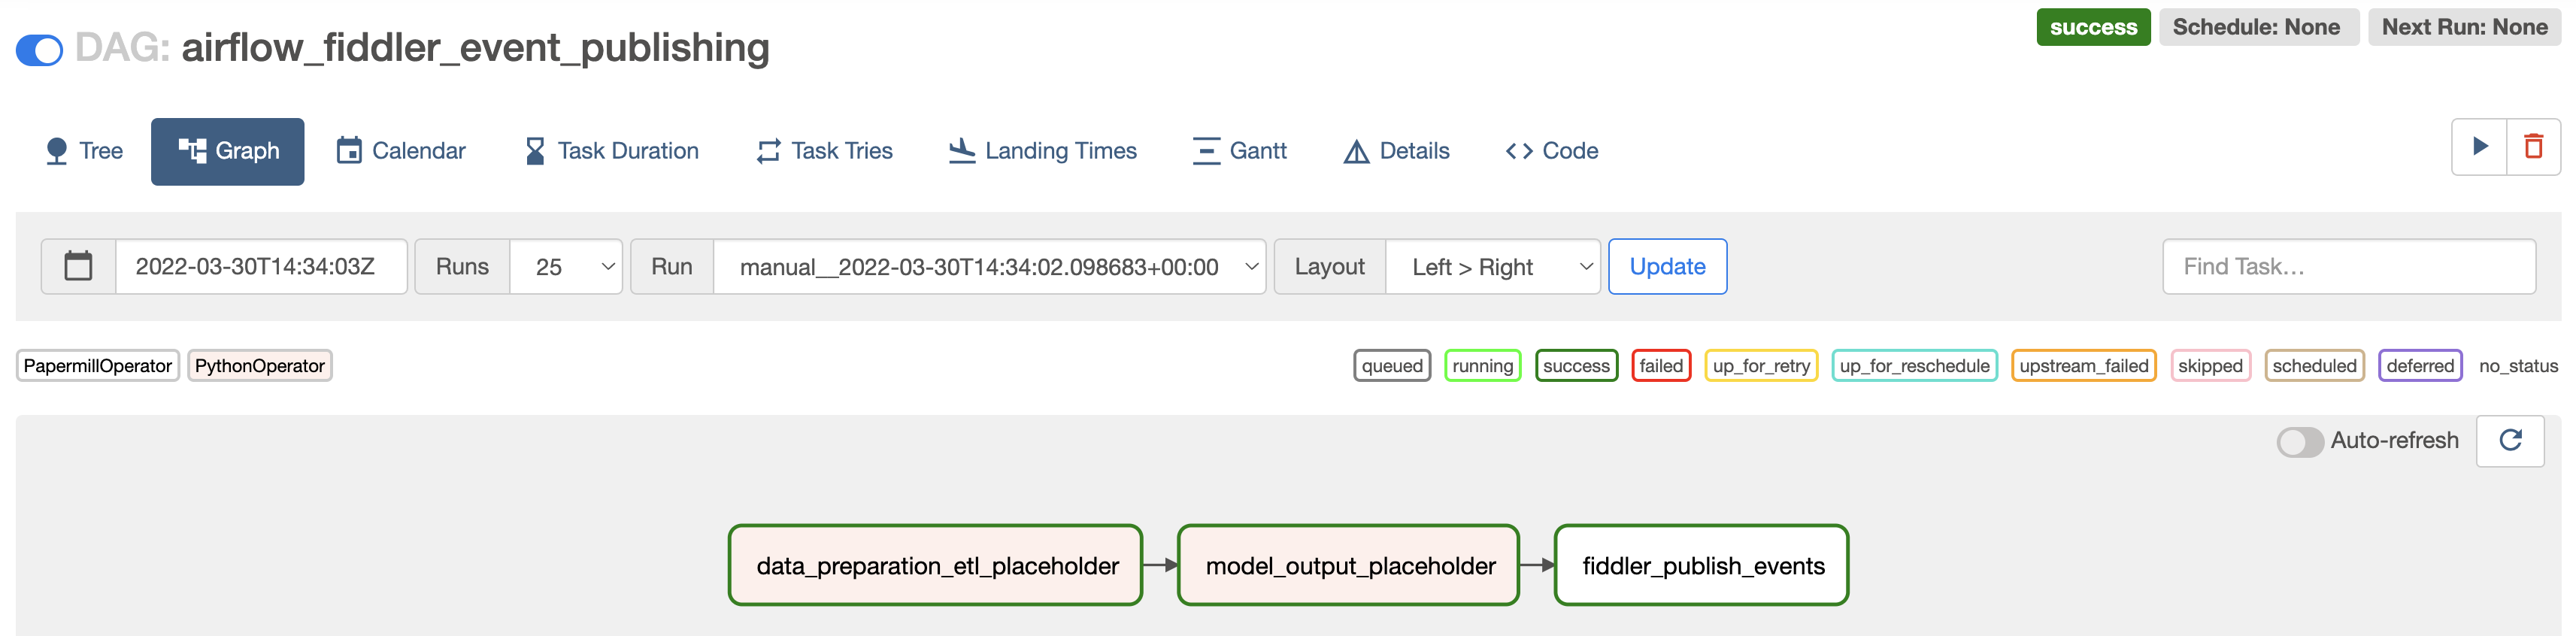 DAG: airflow_fiddler_event_publishing
success Schedule: None Next Run: None
Tree Graph Calendar Task Duration Task Tries Landing Times Gantt Details Code
2022-03-30T14:34:03Z Runs 25 Run manual__2022-03-30T14:34:02.098683+00:00 Layout Left > Right Update Find Task…
PapermillOperator PythonOperator queued running success failed up_for_retry up_for_reschedule upstream_failed skipped scheduled deferred no_status
Auto-refresh
data_preparation_etl_placeholder model_output_placeholder fiddler_publish_events